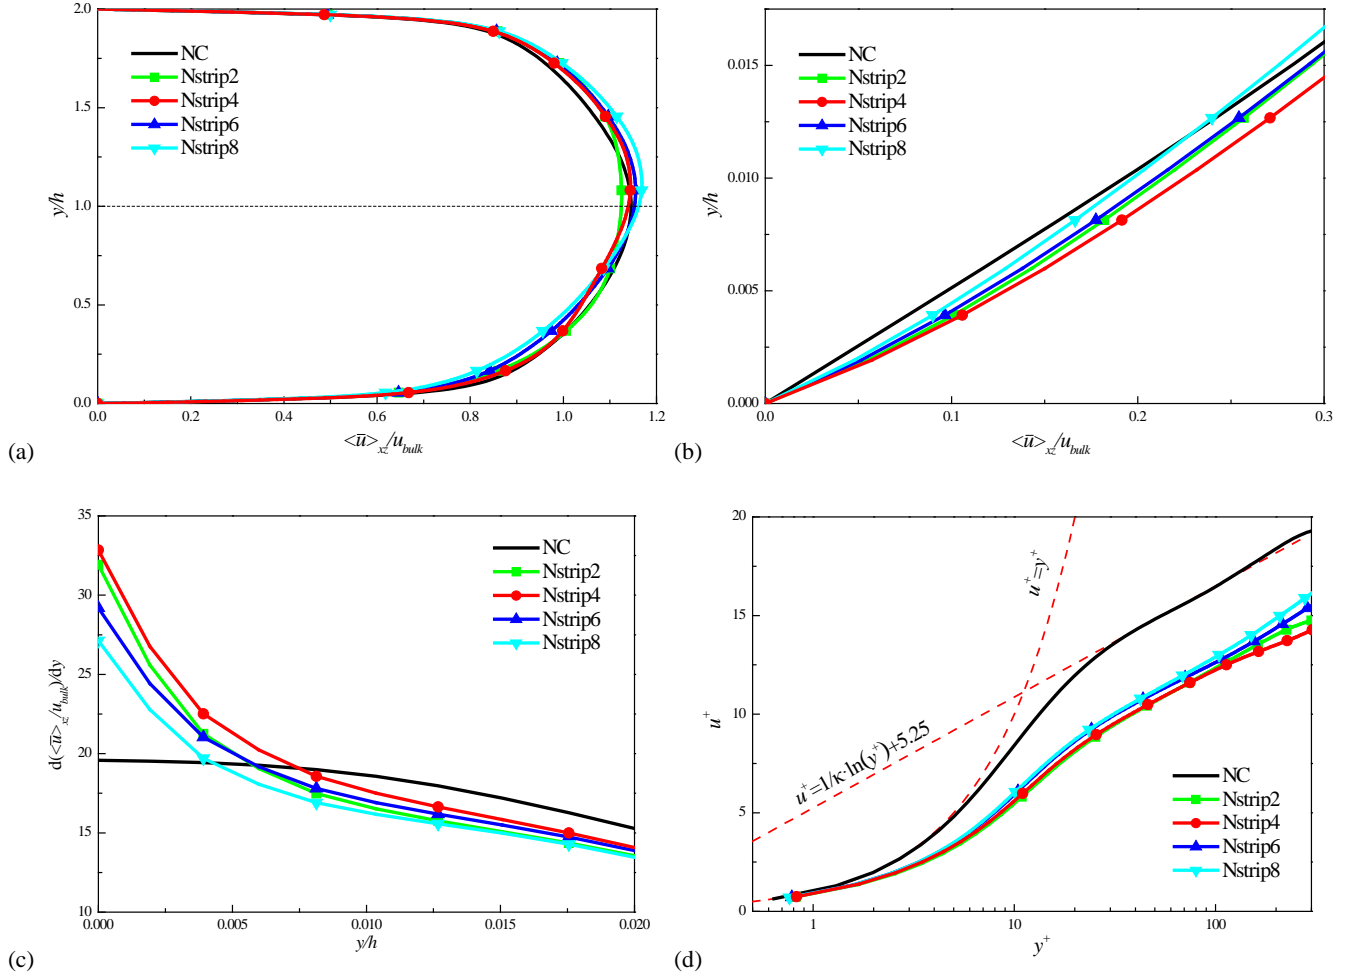 2.0
1.5
1.0
0.5
0.0
y/h
NC
Nstrip2
Nstrip4
Nstrip6
Nstrip8
0.0 0.2 0.4 0.6 0.8 1.0 1.2
<ū>xz/ubulk
(a)
0.015
0.010
0.005
0.000
y/h
NC
Nstrip2
Nstrip4
Nstrip6
Nstrip8
0.0 0.1 0.2 0.3
<ū>xz/ubulk
(b)
35
30
25
20
15
10
d(<ū>xz/ubulk)/dy
NC
Nstrip2
Nstrip4
Nstrip6
Nstrip8
0.000 0.005 0.010 0.015 0.020
y/h
(c)
20
15
10
5
0
u+
u+=y+
u+=1/κ·ln(y+)+5.25
NC
Nstrip2
Nstrip4
Nstrip6
Nstrip8
1 10 100
y+
(d)